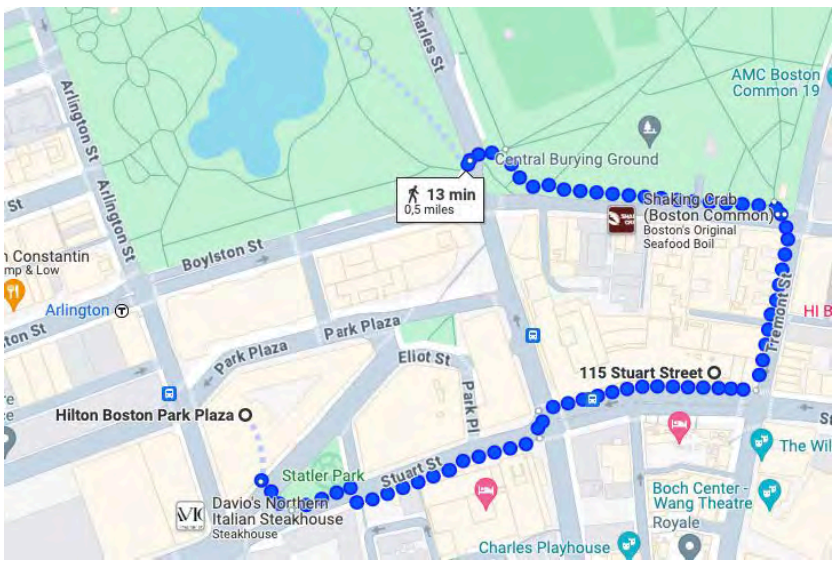 Charles St
AMC Boston
Common 19
Arlington St
Arlington St
Central Burying Ground
13 min
0,5 miles
St
Shaking Crab
(Boston Common)
Boston's Original
Seafood Boil
Boylston St
n Constantin
mp & Low
Arlington T
HI B
Tremont St
ton St
Park Plaza
Park Plaza
Eliot St
115 Stuart Street
Hilton Boston Park Plaza
Park Pl
re
ce
St
The Wil
Statler Park
Stuart St
Davio's Northern
Italian Steakhouse
Steakhouse
Boch Center -
Wang Theatre
Royale
Charles Playhouse